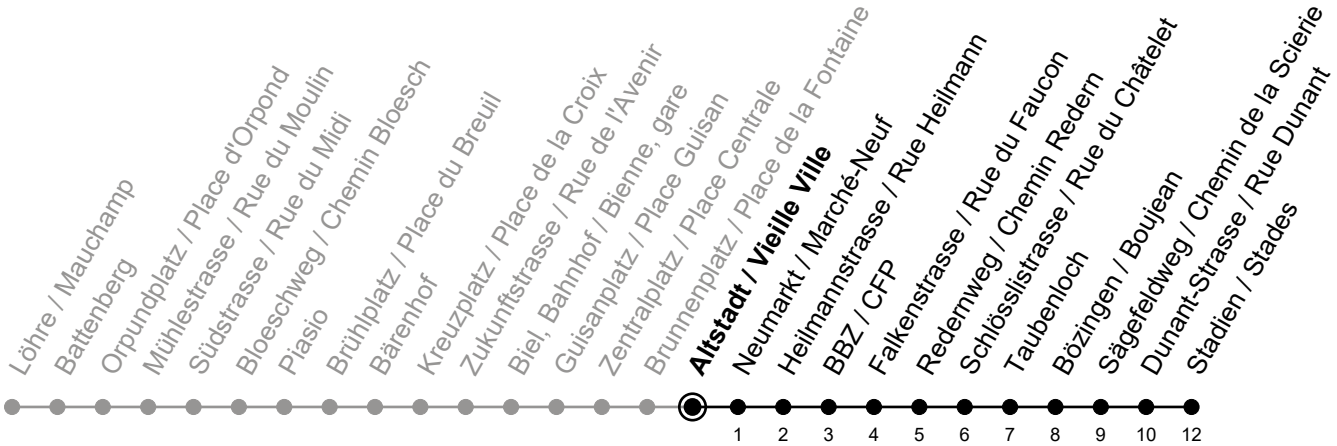 Löhre / Mauchamp
Battenberg
Orpundplatz / Place d'Orpond
Mühlestrasse / Rue du Moulin
Südstrasse / Rue du Midi
Bloeschweg / Chemin Bloesch
Piasio
Brühlplatz / Place du Breuil
Bärenhof
Kreuzplatz / Place de la Croix
Zukunftstrasse / Rue de l'Avenir
Biel, Bahnhof / Bienne, gare
Guisanplatz / Place Guisan
Zentralplatz / Place Centrale
Brunnenplatz / Place de la Fontaine
Altstadt / Vieille Ville
Neumarkt / Marché-Neuf
Heilmannstrasse / Rue Heilmann
BBZ / CFP
Falkenstrasse / Rue du Faucon
Redernweg / Chemin Redern
Schlösslistrasse / Rue du Châtelet
Taubenloch
Bözingen / Boujean
Sägefeldweg / Chemin de la Scierie
Dunant-Strasse / Rue Dunant
Stadien / Stades
1 2 3 4 5 6 7 8 9 10 12